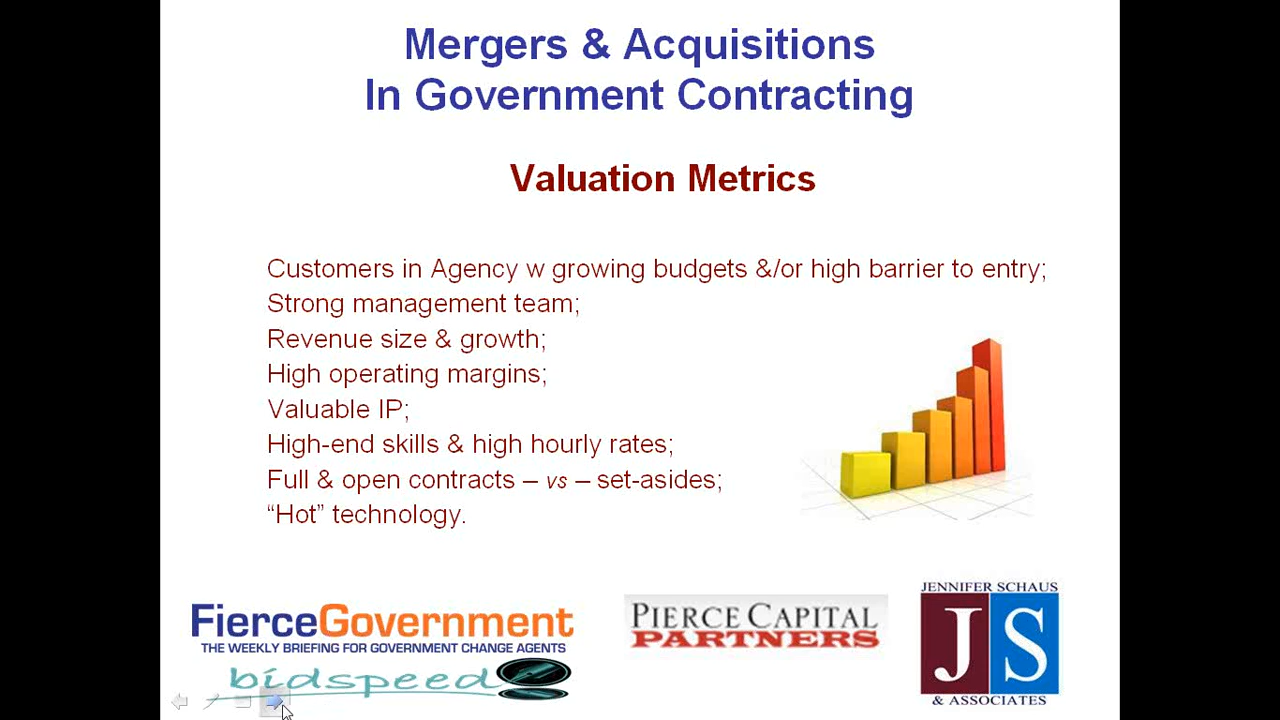 Mergers & Acquisitions
In Government Contracting
Valuation Metrics
Customers in Agency w growing budgets &/or high barrier to entry;
Strong management team;
Revenue size & growth;
High operating margins;
Valuable IP;
High-end skills & high hourly rates;
Full & open contracts – vs – set-asides;
“Hot” technology.
FierceGovernment
THE WEEKLY BRIEFING FOR GOVERNMENT CHANGE AGENTS
bidspeed
PIERCE CAPITAL
PARTNERS
JENNIFER SCHAUS
JS
& ASSOCIATES